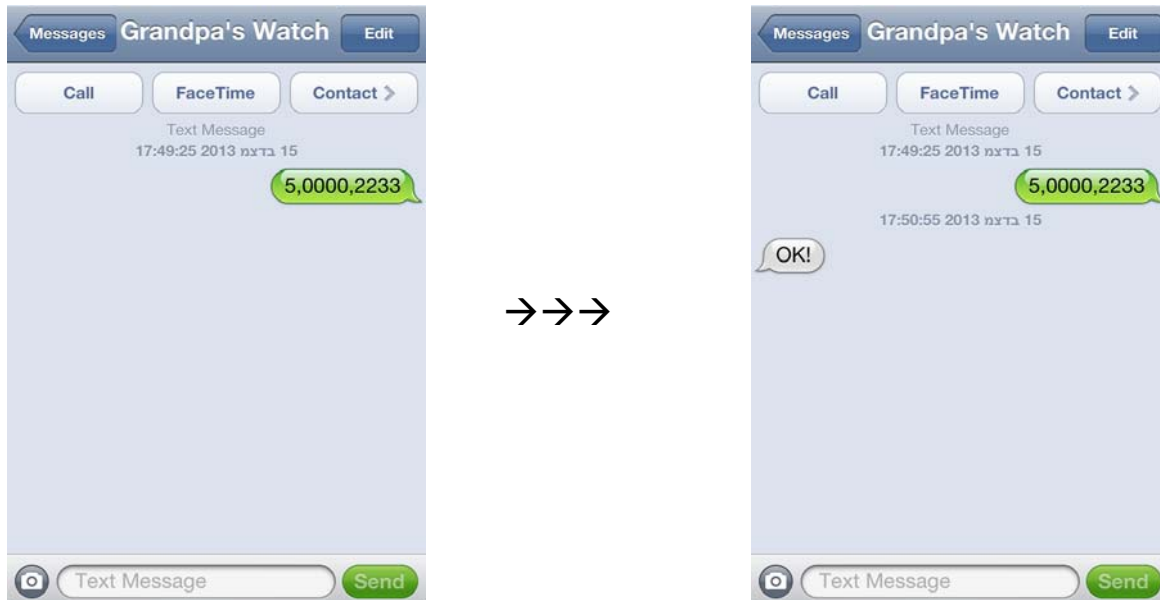 Messages Grandpa's Watch Edit
Call FaceTime Contact
Text Message
15 בדצמ 2013 17:49:25
5,0000,2233
Text Message Send
→→→
Messages Grandpa's Watch Edit
Call FaceTime Contact
Text Message
15 בדצמ 2013 17:49:25
5,0000,2233
15 בדצמ 2013 17:50:55
OK!
Text Message Send